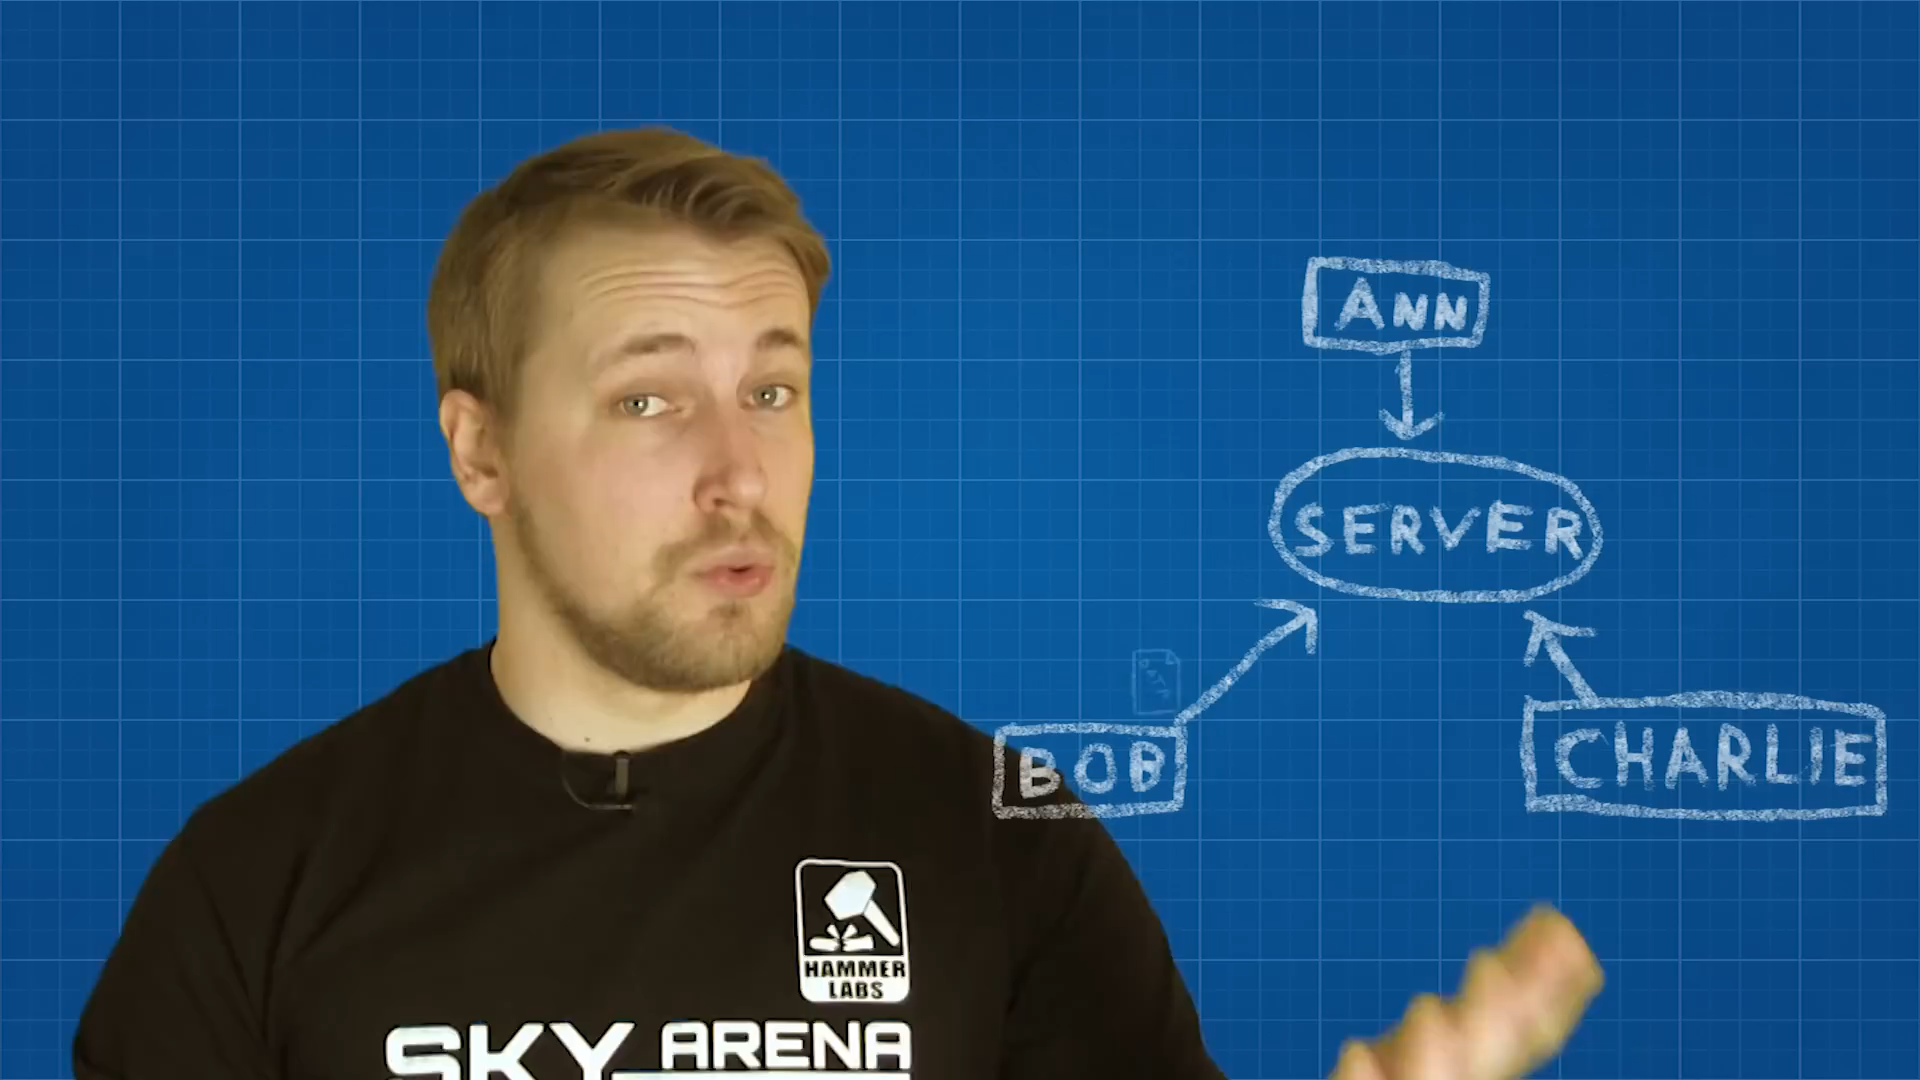 ANN
SERVER
BOB
CHARLIE
HAMMER
LABS
SKY ARENA